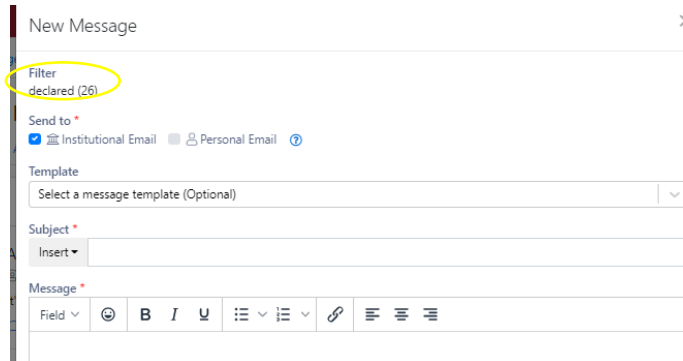 New Message
Filter
declared (26)
Send to *
Institutional Email Personal Email ?
Template
Select a message template (Optional)
Subject *
Insert
Message *
Field B I U